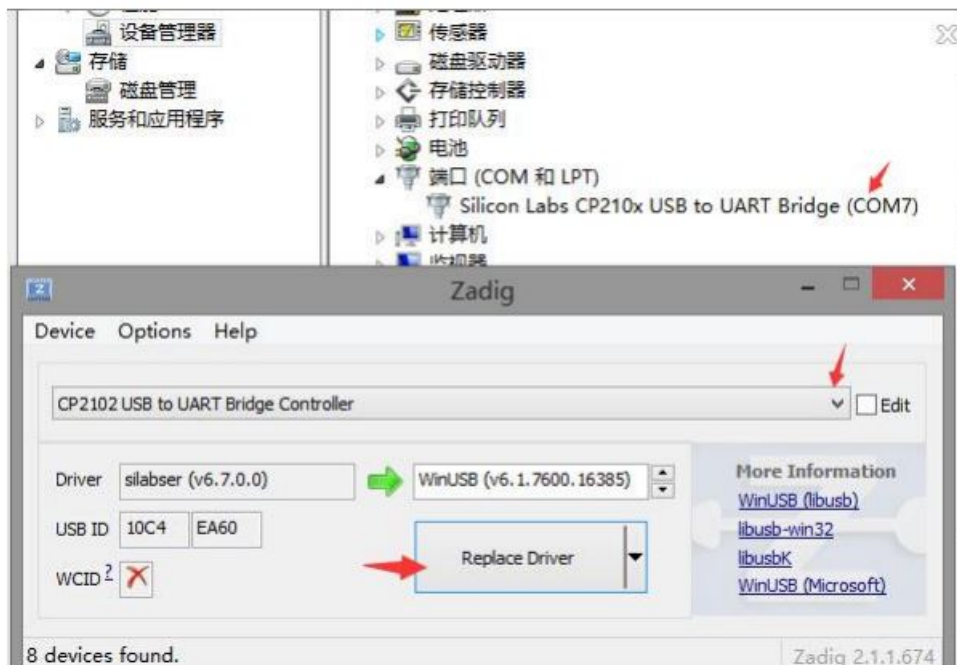 设备管理器
存储
磁盘管理
服务和应用程序
传感器
磁盘驱动器
存储控制器
打印队列
电池
端口 (COM 和 LPT)
Silicon Labs CP210x USB to UART Bridge (COM7)
计算机
监视器
Zadig
Device Options Help
CP2102 USB to UART Bridge Controller
Edit
Driver silabser (v6.7.0.0) WinUSB (v6.1.7600.16385)
USB ID 10C4 EA60
WCID ?
Replace Driver
More Information
WinUSB (libusb)
libusb-win32
libusbK
WinUSB (Microsoft)
8 devices found.
Zadig 2.1.1.674